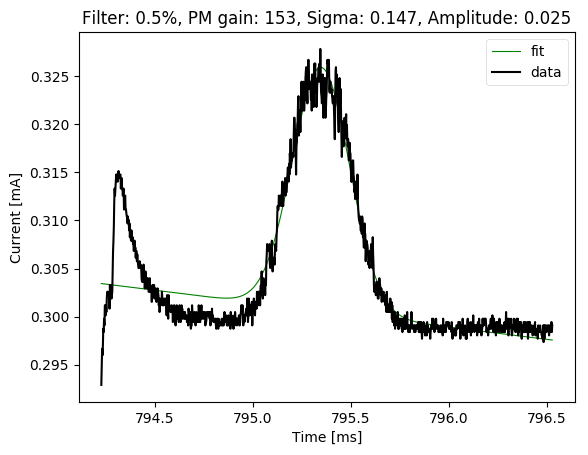 Filter: 0.5%, PM gain: 153, Sigma: 0.147, Amplitude: 0.025
fit
data
0.325
0.320
0.315
0.310
0.305
0.300
0.295
Current [mA]
794.5 795.0 795.5 796.0 796.5
Time [ms]